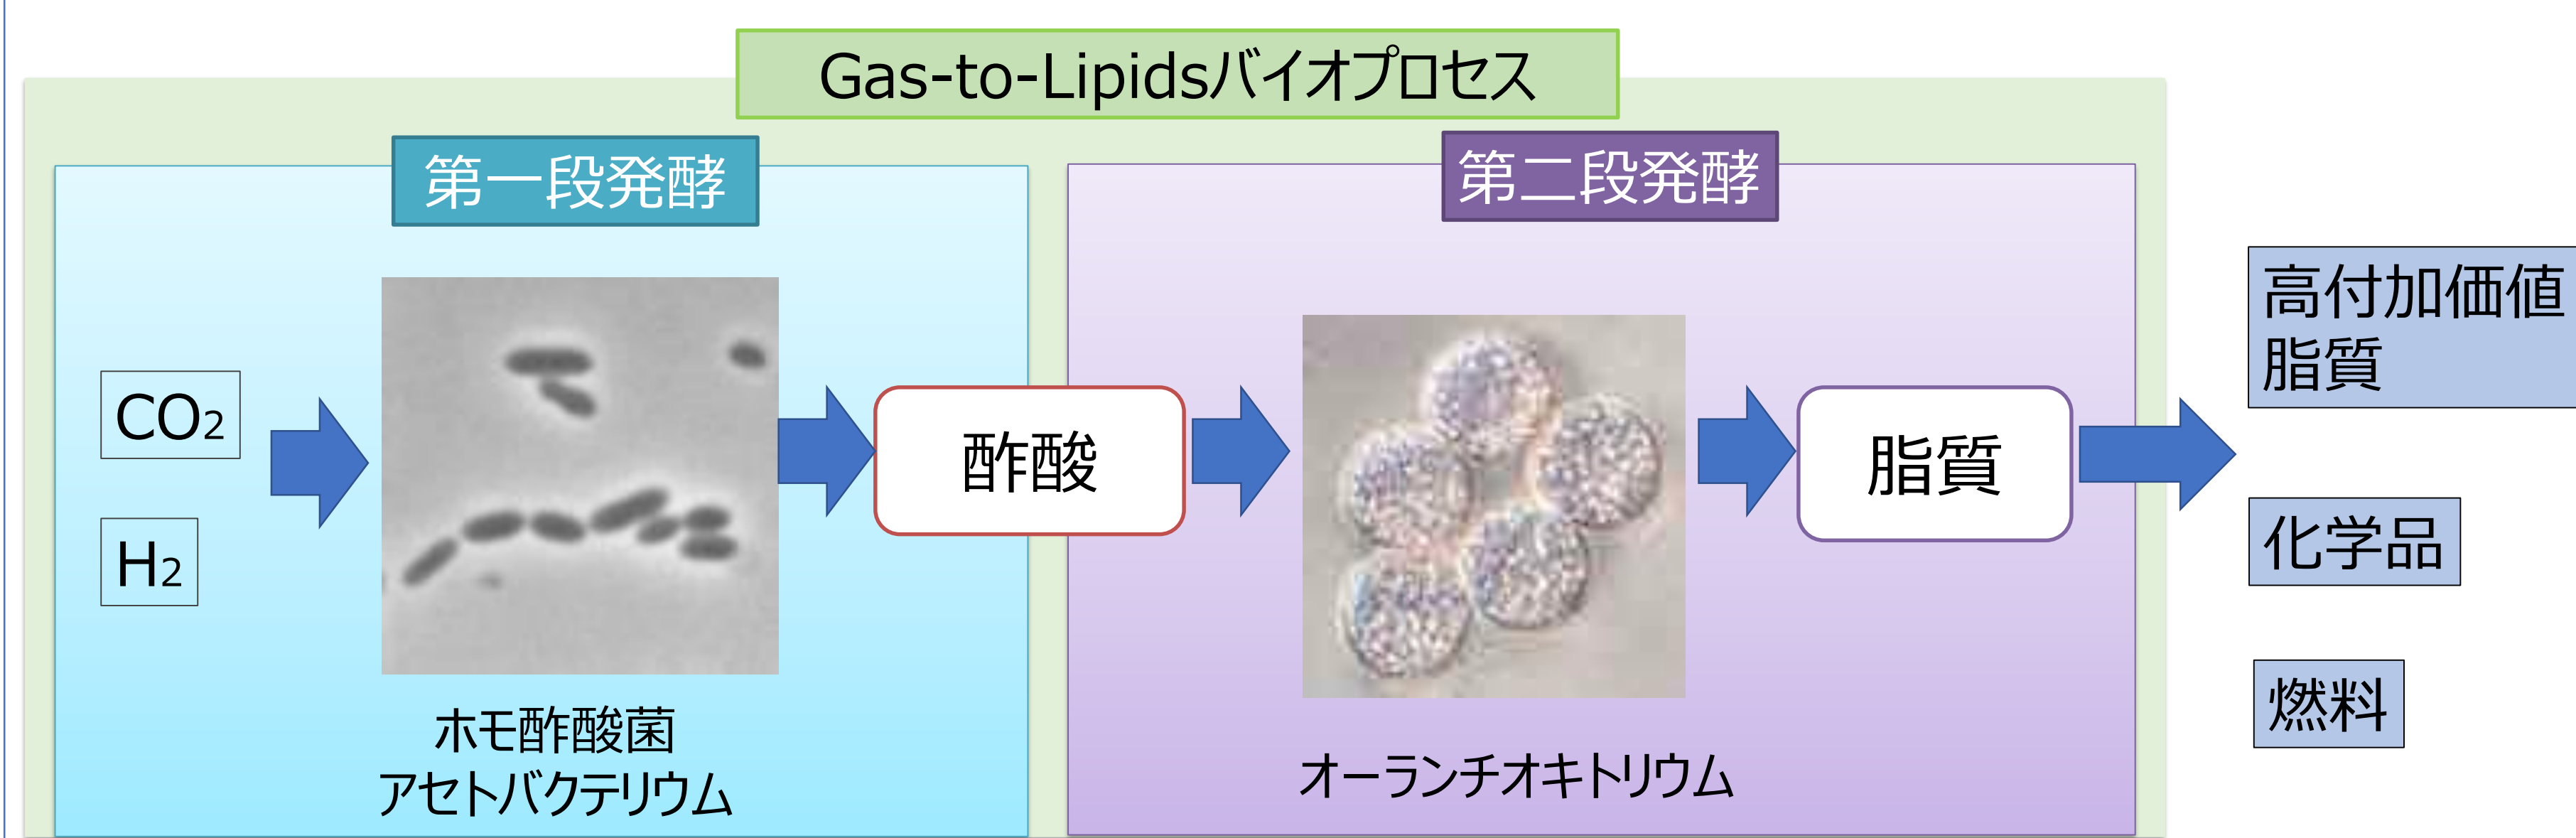 Gas-to-Lipidsバイオプロセス
第一段発酵
CO2
H2
ホモ酢酸菌
アセトバクテリウム
酢酸
第二段発酵
オーランチオキトリウム
脂質
高付加価値
脂質
化学品
燃料